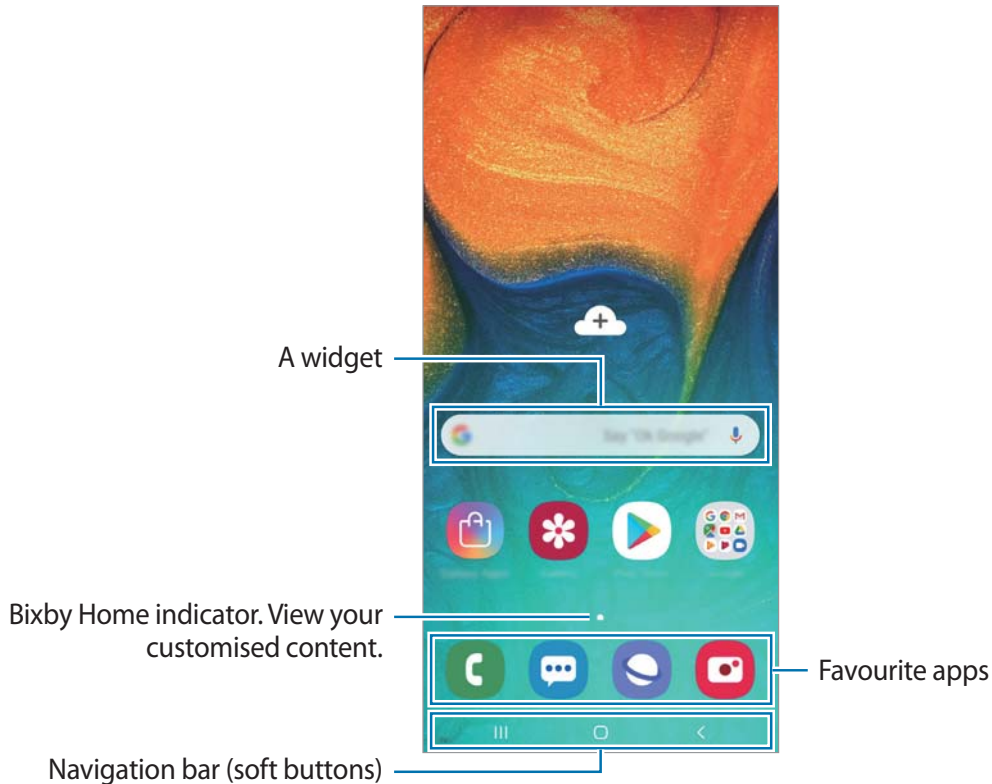 A widget
Say "Ok Google"
Bixby Home indicator. View your
customised content.
Favourite apps
Navigation bar (soft buttons)